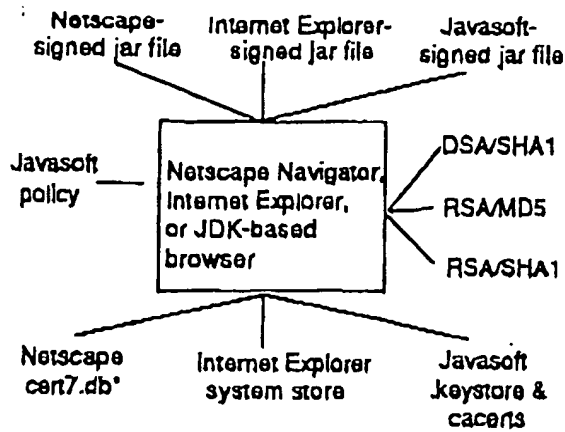 Netscape-
signed jar file
Internet Explorer-
signed jar file
Javasoft-
signed jar file
Javasoft
policy
Netscape Navigator,
Internet Explorer,
or JDK-based
browser
DSA/SHA1
RSA/MD5
RSA/SHA1
Netscape
cert7.db*
Internet Explorer
system store
Javasoft
.keystore &
cacerts